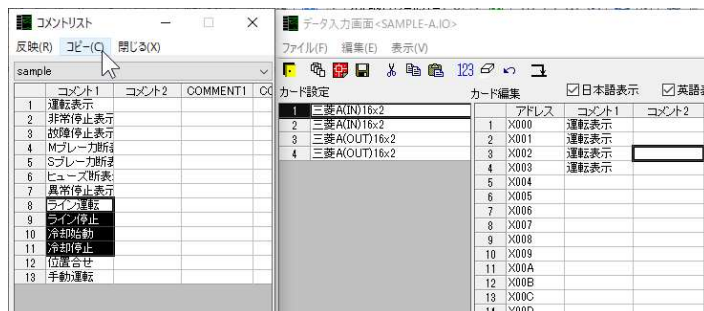 コメントリスト
反映(R) コピー(C) 閉じる(X)
sample
コメント1 コメント2 COMMENT1
1 運転表示
2 非常停止表示
3 故障停止表示
4 Mブレーカ断表
5 Sブレーカ断表
6 ヒューズ断表
7 異常停止表示
8 ライン運転
9 ライン停止
10 冷却始動
11 冷却停止
12 位置合せ
13 手動運転
データ入力画面<SAMPLE-A.IO>
ファイル(F) 編集(E) 表示(V)
123
カード設定
1 三菱A(IN)16x2
2 三菱A(IN)16x2
3 三菱A(OUT)16x2
4 三菱A(OUT)16x2
カード編集 日本語表示 英語
アドレス コメント1 コメント2
1 X000 運転表示
2 X001 運転表示
3 X002 運転表示
4 X003 運転表示
5 X004
6 X005
7 X006
8 X007
9 X008
10 X009
11 X00A
12 X00B
13 X00C
14 X00D